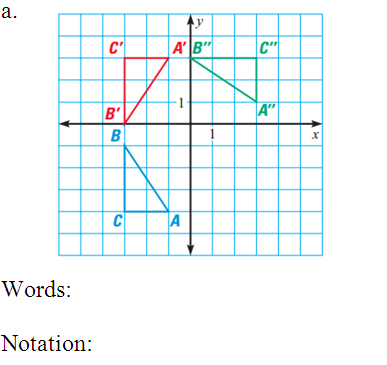 a.
y
C' A' B" C"
1
A"
B'
B 1 x
C A
Words:
Notation: